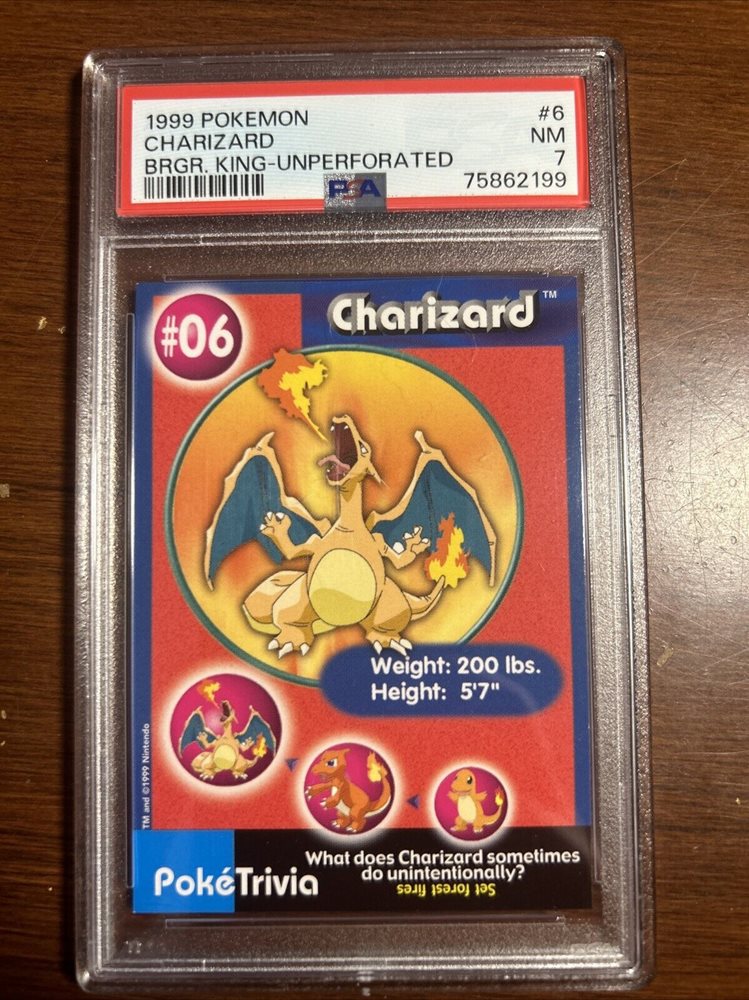 1999 POKEMON
#6
CHARIZARD
NM
BRGR. KING-UNPERFORATED
7
PSA
75862199
#06
Charizard™
Weight: 200 lbs.
Height: 5'7"
TM and ©1999 Nintendo
PokéTrivia
What does Charizard sometimes
do unintentionally?
Set forest fires